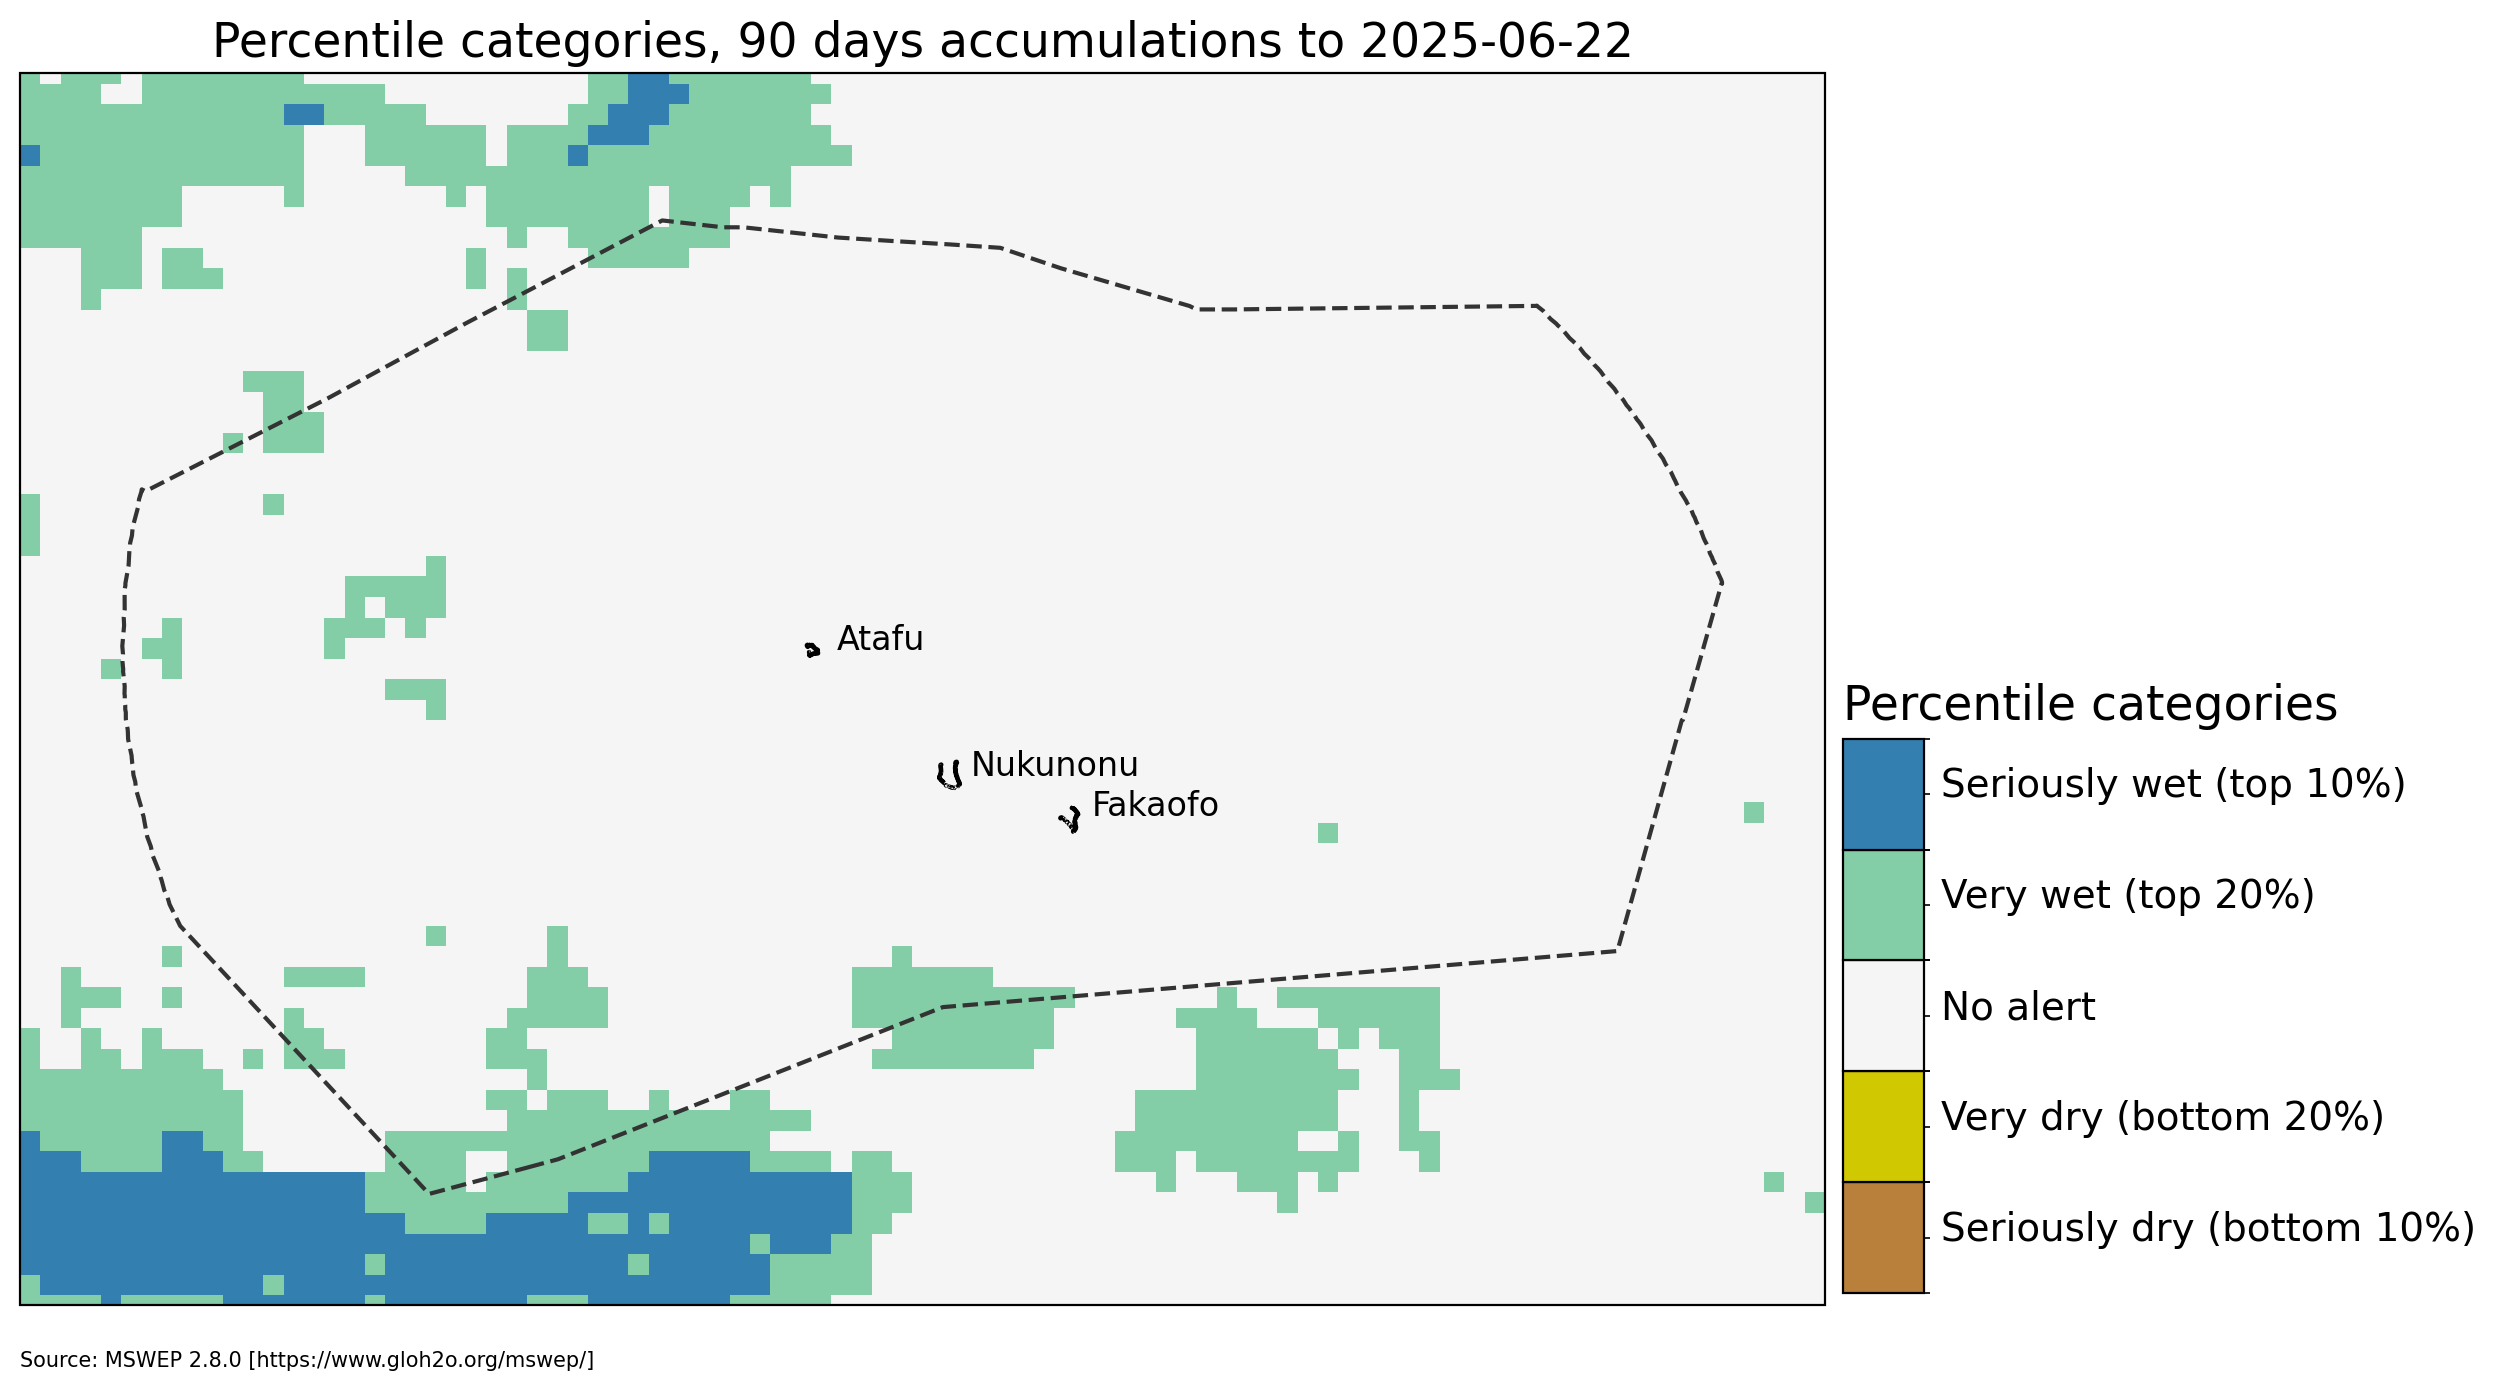 Percentile categories, 90 days accumulations to 2025-06-22
Atafu
Nukunonu
Fakaofo
Percentile categories
Seriously wet (top 10%)
Very wet (top 20%)
No alert
Very dry (bottom 20%)
Seriously dry (bottom 10%)
Source: MSWEP 2.8.0 [https://www.gloh2o.org/mswep/]